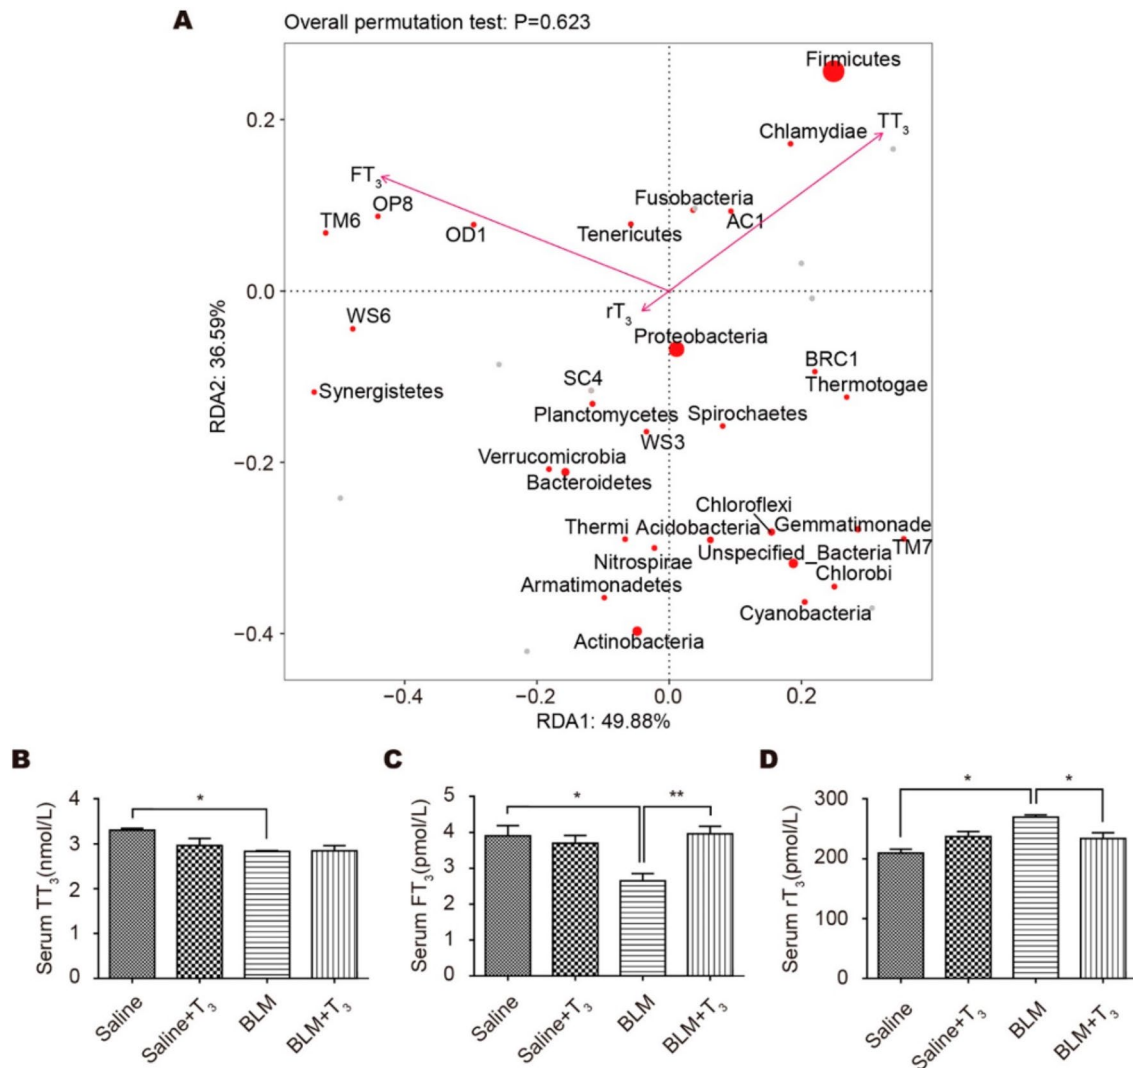 A
Overall permutation test: P=0.623
Firmicutes
TT3
Chlamydiae
FT3
OP8
Fusobacteria
TM6
OD1
Tenericutes
AC1
rT3
WS6
Proteobacteria
BRC1
SC4
Thermotogae
Synergistetes
Planctomycetes
Spirochaetes
WS3
Verrucomicrobia
Bacteroidetes
Chloroflexi
Thermi
Acidobacteria
Gemmatimonade
TM7
Nitrospirae
Unspecified_Bacteria
Armatimonadetes
Chlorobi
Cyanobacteria
Actinobacteria
0.2
0.0
−0.2
−0.4
RDA2: 36.59%
−0.4
−0.2
0.0
0.2
RDA1: 49.88%
B
Serum TT3(nmol/L)
4
3
2
1
0
*
Saline
Saline+T3
BLM
BLM+T3
C
Serum FT3(pmol/L)
5
4
3
2
1
0
*
**
Saline
Saline+T3
BLM
BLM+T3
D
Serum rT3(pmol/L)
300
200
100
0
*
*
Saline
Saline+T3
BLM
BLM+T3